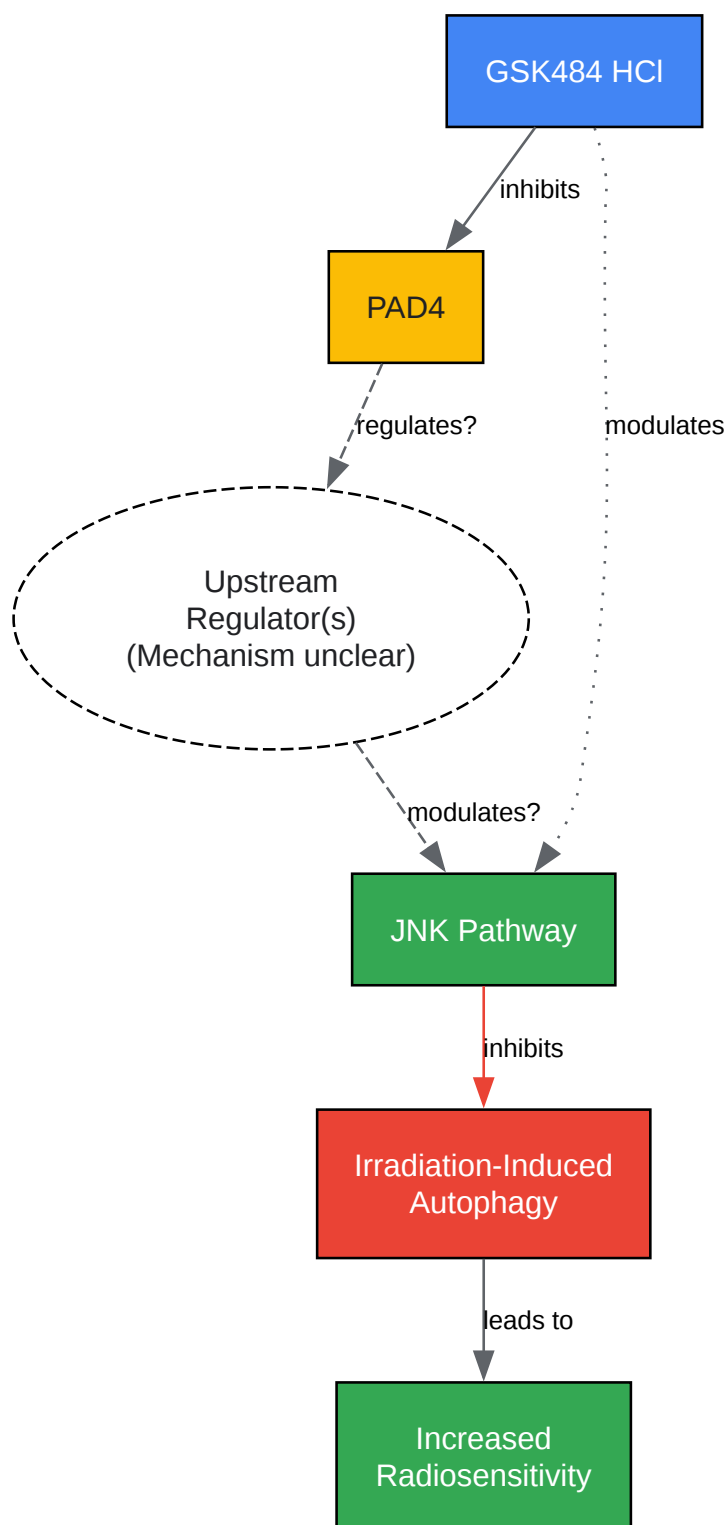 GSK484 HCl
inhibits
PAD4
regulates?
modulates
Upstream
Regulator(s)
(Mechanism unclear)
modulates?
JNK Pathway
inhibits
Irradiation-Induced
Autophagy
leads to
Increased
Radiosensitivity